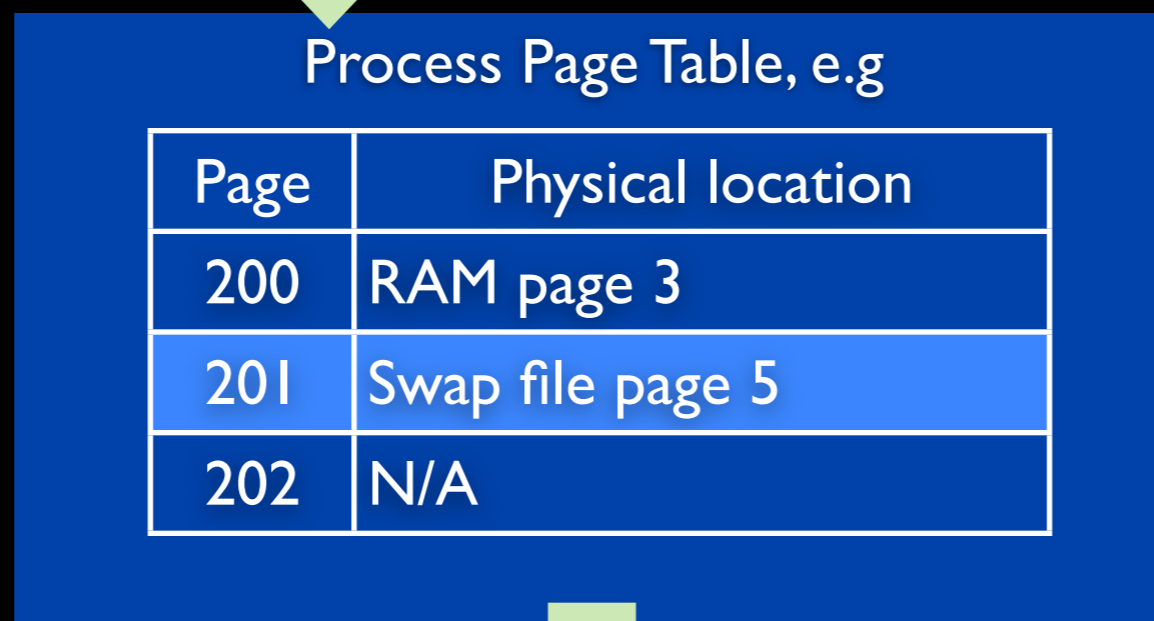 Process Page Table, e.g
Page Physical location
200 RAM page 3
201 Swap file page 5
202 N/A